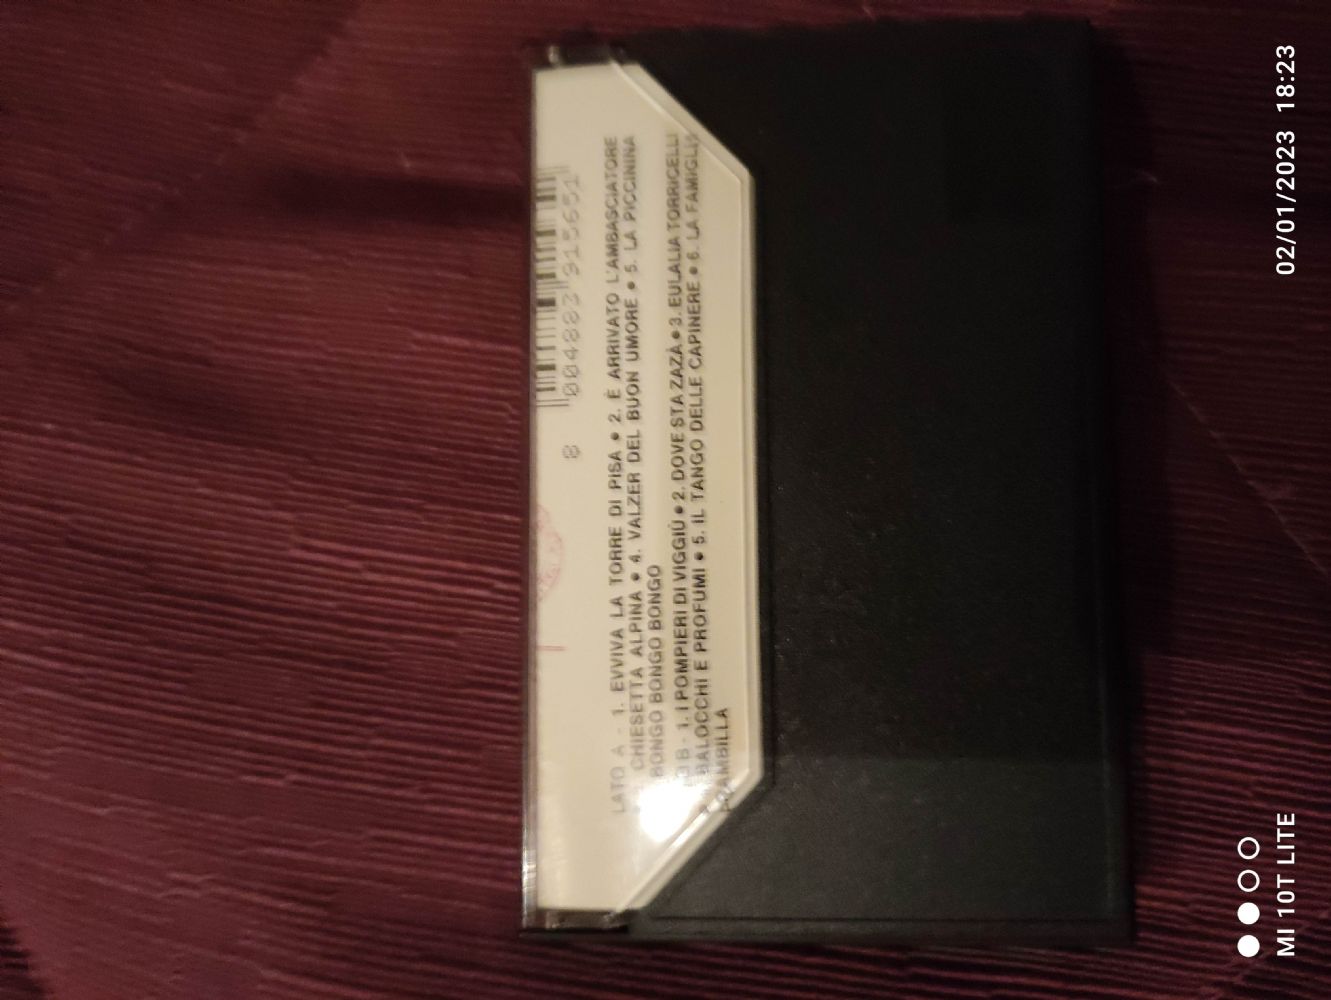 8 004883 915651
LATO A - 1. EVVIVA LA TORRE DI PISA • 2. È ARRIVATO L'AMBASCIATORE
CHIESETTA ALPINA • 4. VALZER DEL BUON UMORE • 5. LA PICCININA
BONGO BONGO BONGO
B - 1. I POMPIERI DI VIGGIÙ • 2. DOVE STA ZAZÀ • 3. EULALIA TORRICELLI
BALOCCHI E PROFUMI • 5. IL TANGO DELLE CAPINERE • 6. LA FAMIGLIA
BRAMBILLA
02/01/2023 18:23
MI 10T LITE